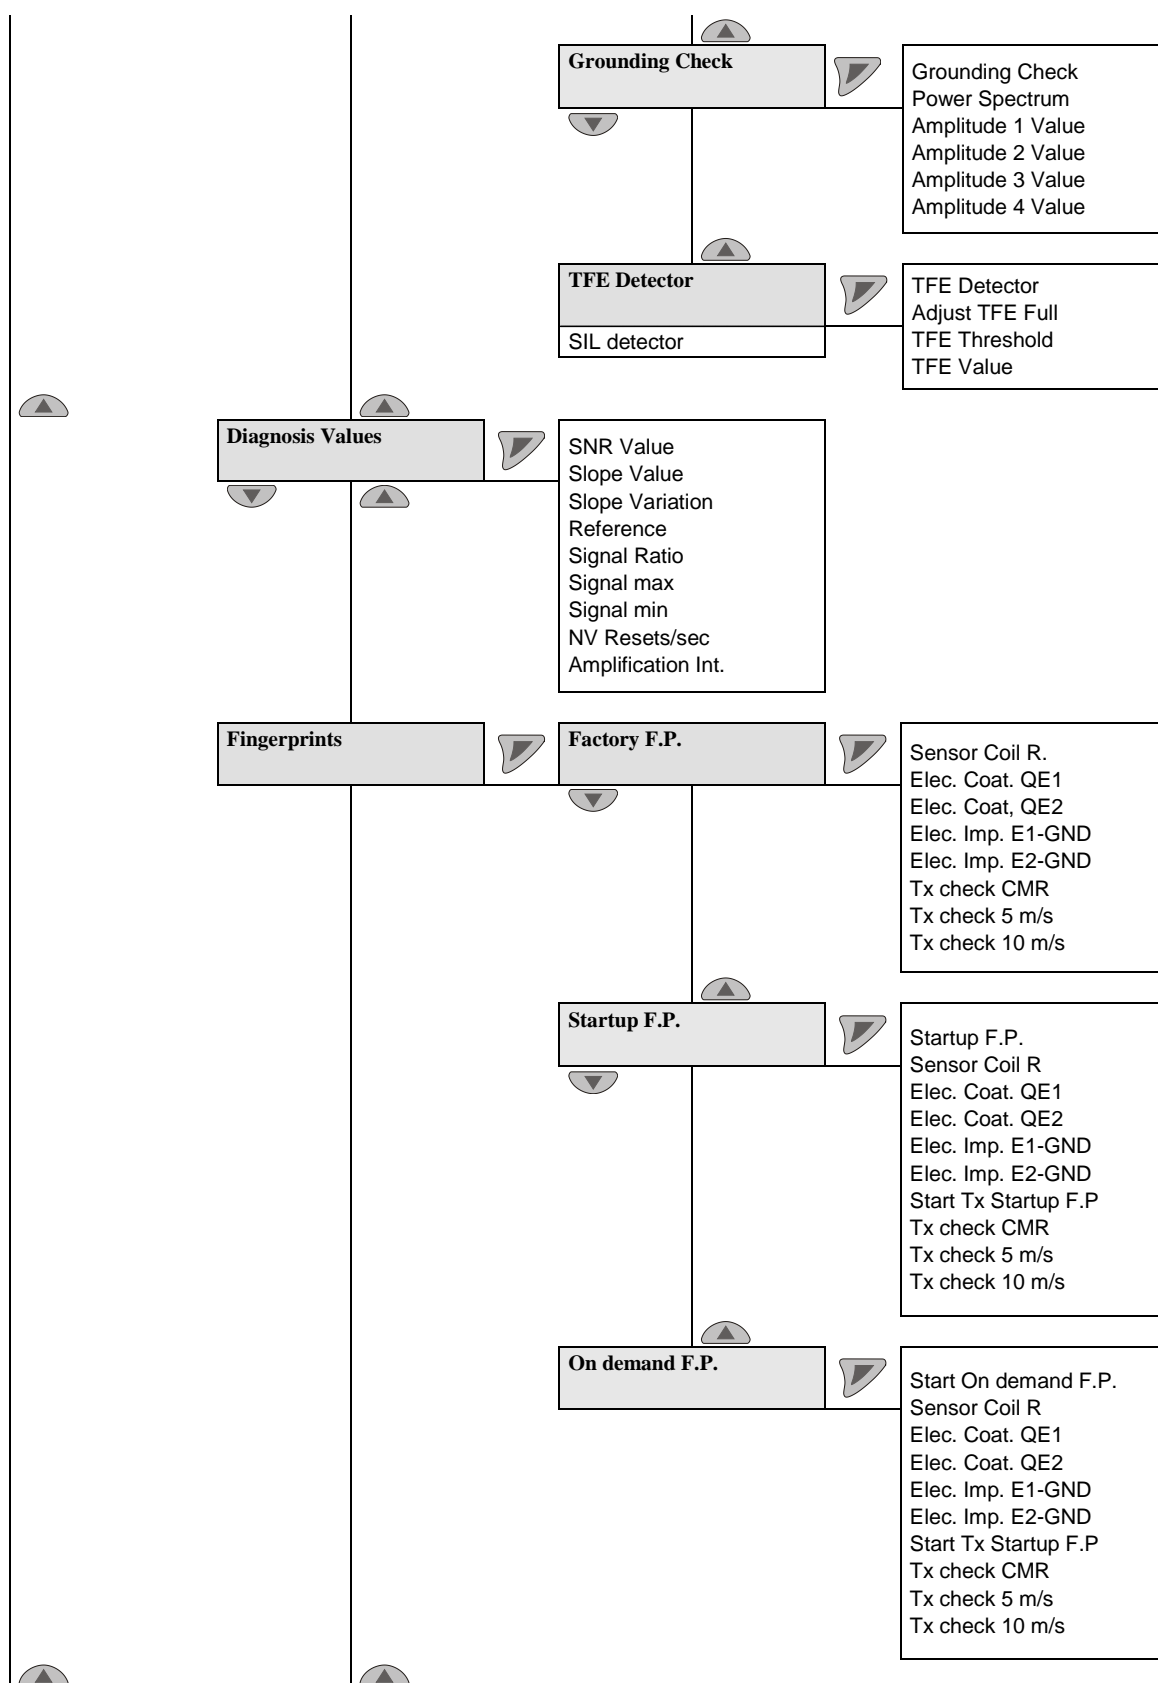 Grounding Check
Grounding Check
Power Spectrum
Amplitude 1 Value
Amplitude 2 Value
Amplitude 3 Value
Amplitude 4 Value
TFE Detector
SIL detector
TFE Detector
Adjust TFE Full
TFE Threshold
TFE Value
Diagnosis Values
SNR Value
Slope Value
Slope Variation
Reference
Signal Ratio
Signal max
Signal min
NV Resets/sec
Amplification Int.
Fingerprints
Factory F.P.
Sensor Coil R.
Elec. Coat. QE1
Elec. Coat, QE2
Elec. Imp. E1-GND
Elec. Imp. E2-GND
Tx check CMR
Tx check 5 m/s
Tx check 10 m/s
Startup F.P.
Startup F.P.
Sensor Coil R
Elec. Coat. QE1
Elec. Coat. QE2
Elec. Imp. E1-GND
Elec. Imp. E2-GND
Start Tx Startup F.P
Tx check CMR
Tx check 5 m/s
Tx check 10 m/s
On demand F.P.
Start On demand F.P.
Sensor Coil R
Elec. Coat. QE1
Elec. Coat. QE2
Elec. Imp. E1-GND
Elec. Imp. E2-GND
Start Tx Startup F.P
Tx check CMR
Tx check 5 m/s
Tx check 10 m/s